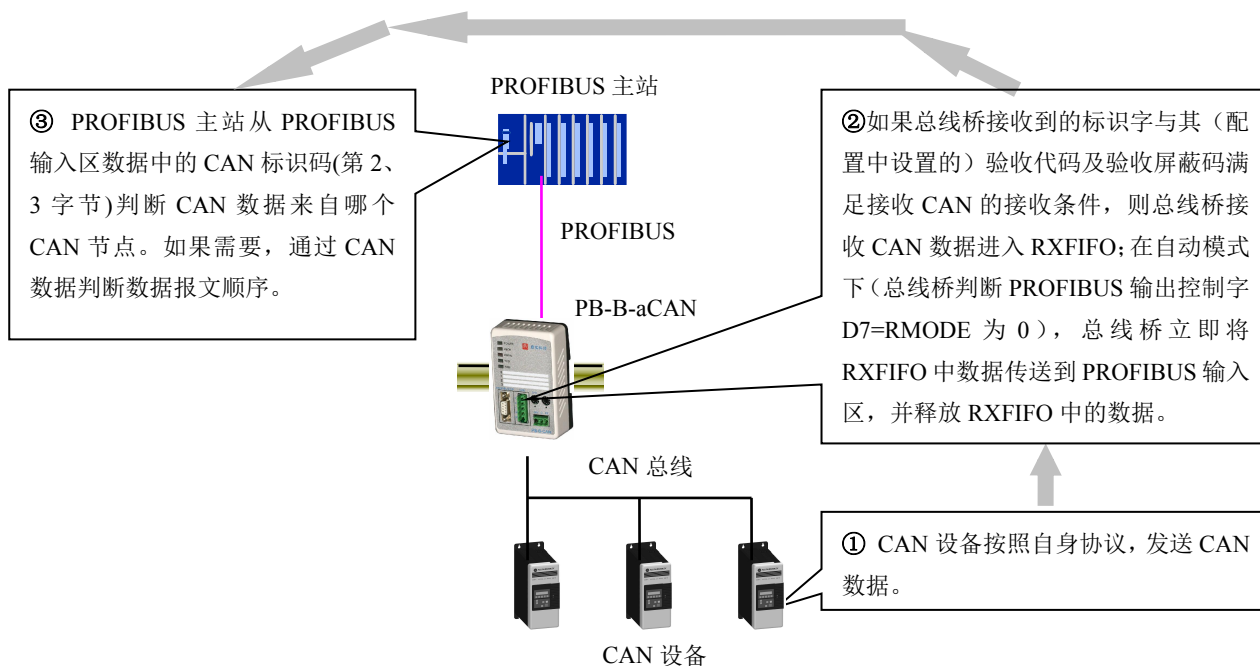 PROFIBUS 主站
③ PROFIBUS 主站从 PROFIBUS
输入区数据中的 CAN 标识码(第 2、
3 字节)判断 CAN 数据来自哪个
CAN 节点。如果需要，通过 CAN
数据判断数据报文顺序。
②如果总线桥接收到的标识字与其（配
置中设置的）验收代码及验收屏蔽码满
足接收 CAN 的接收条件，则总线桥接
收 CAN 数据进入 RXFIFO；在自动模式
下（总线桥判断 PROFIBUS 输出控制字
D7=RMODE 为 0），总线桥立即将
RXFIFO 中数据传送到 PROFIBUS 输入
区，并释放 RXFIFO 中的数据。
PROFIBUS
PB-B-aCAN
CAN 总线
① CAN 设备按照自身协议，发送 CAN
数据。
CAN 设备